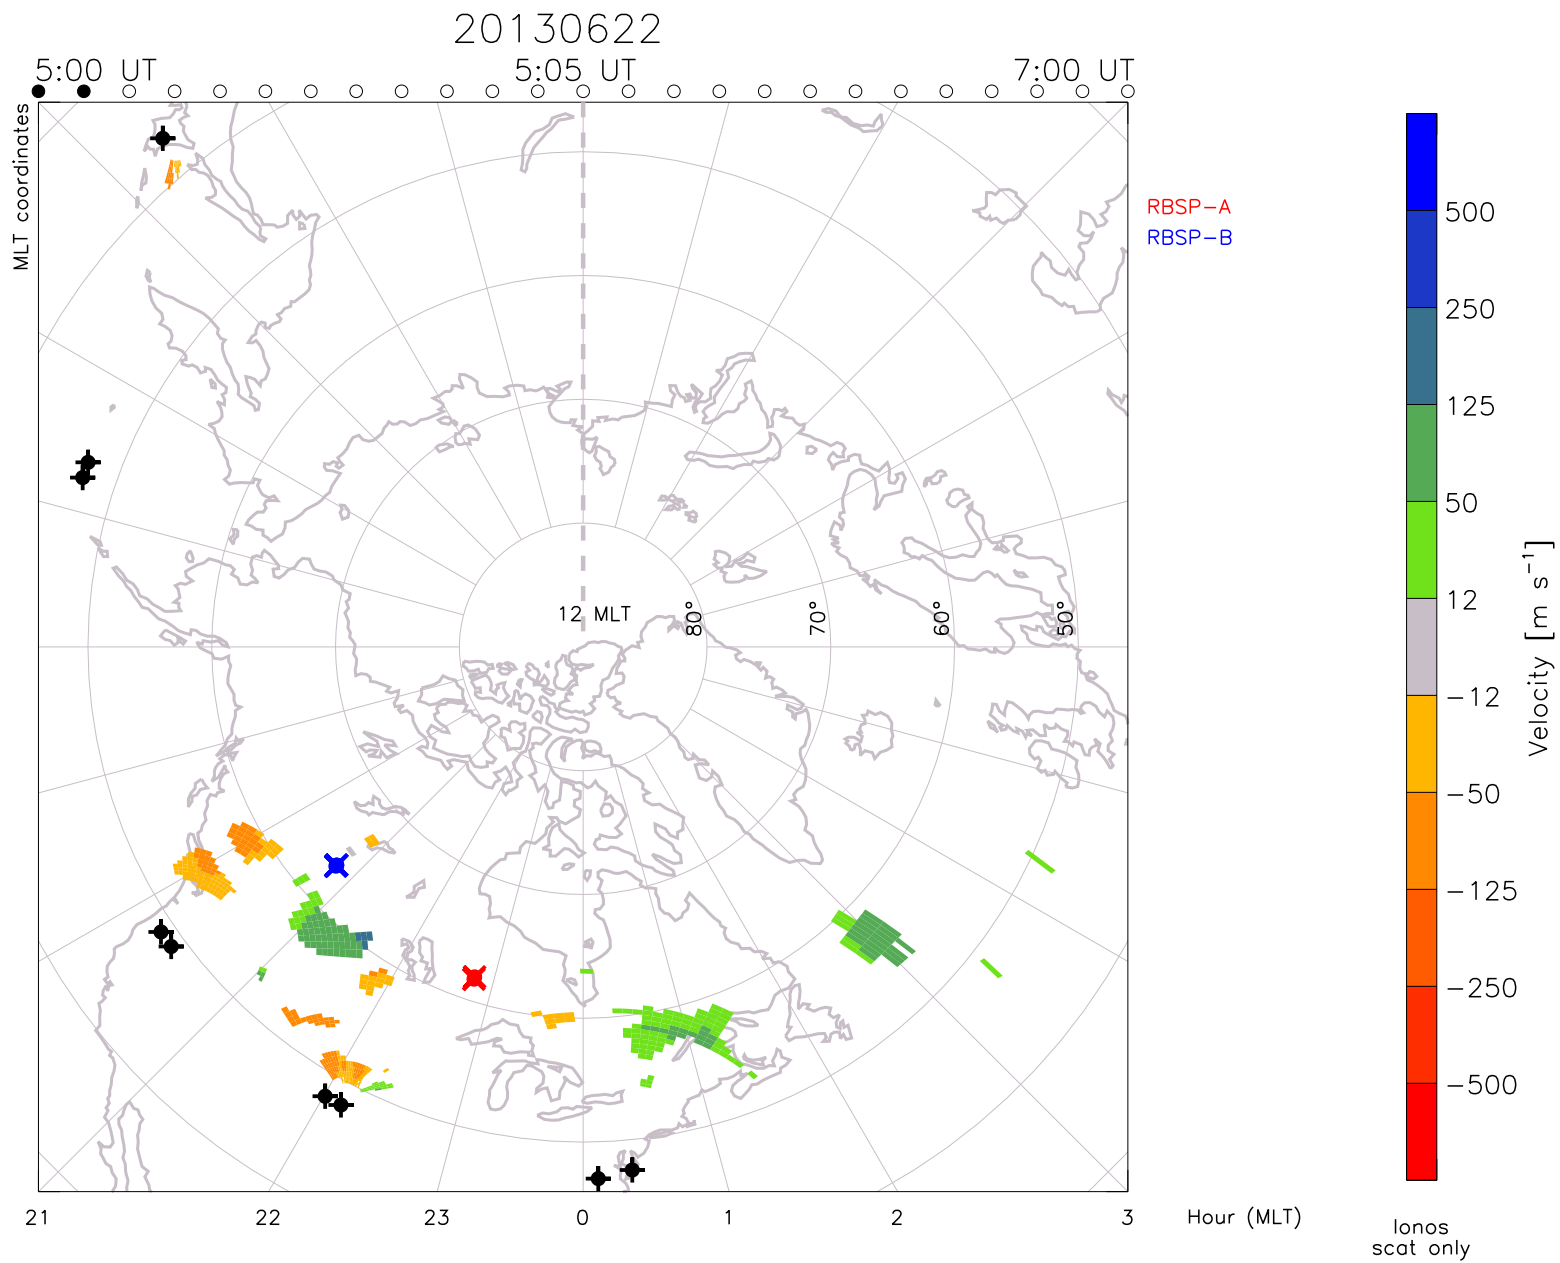 20130622
5:00 UT 5:05 UT 7:00 UT
MLT coordinates
RBSP-A
RBSP-B
12 MLT
80° 70° 60° 50°
500
250
125
50
12
-12
-50
-125
-250
-500
Velocity [m s⁻¹]
21 22 23 0 1 2 3 Hour (MLT)
Ionos
scat only